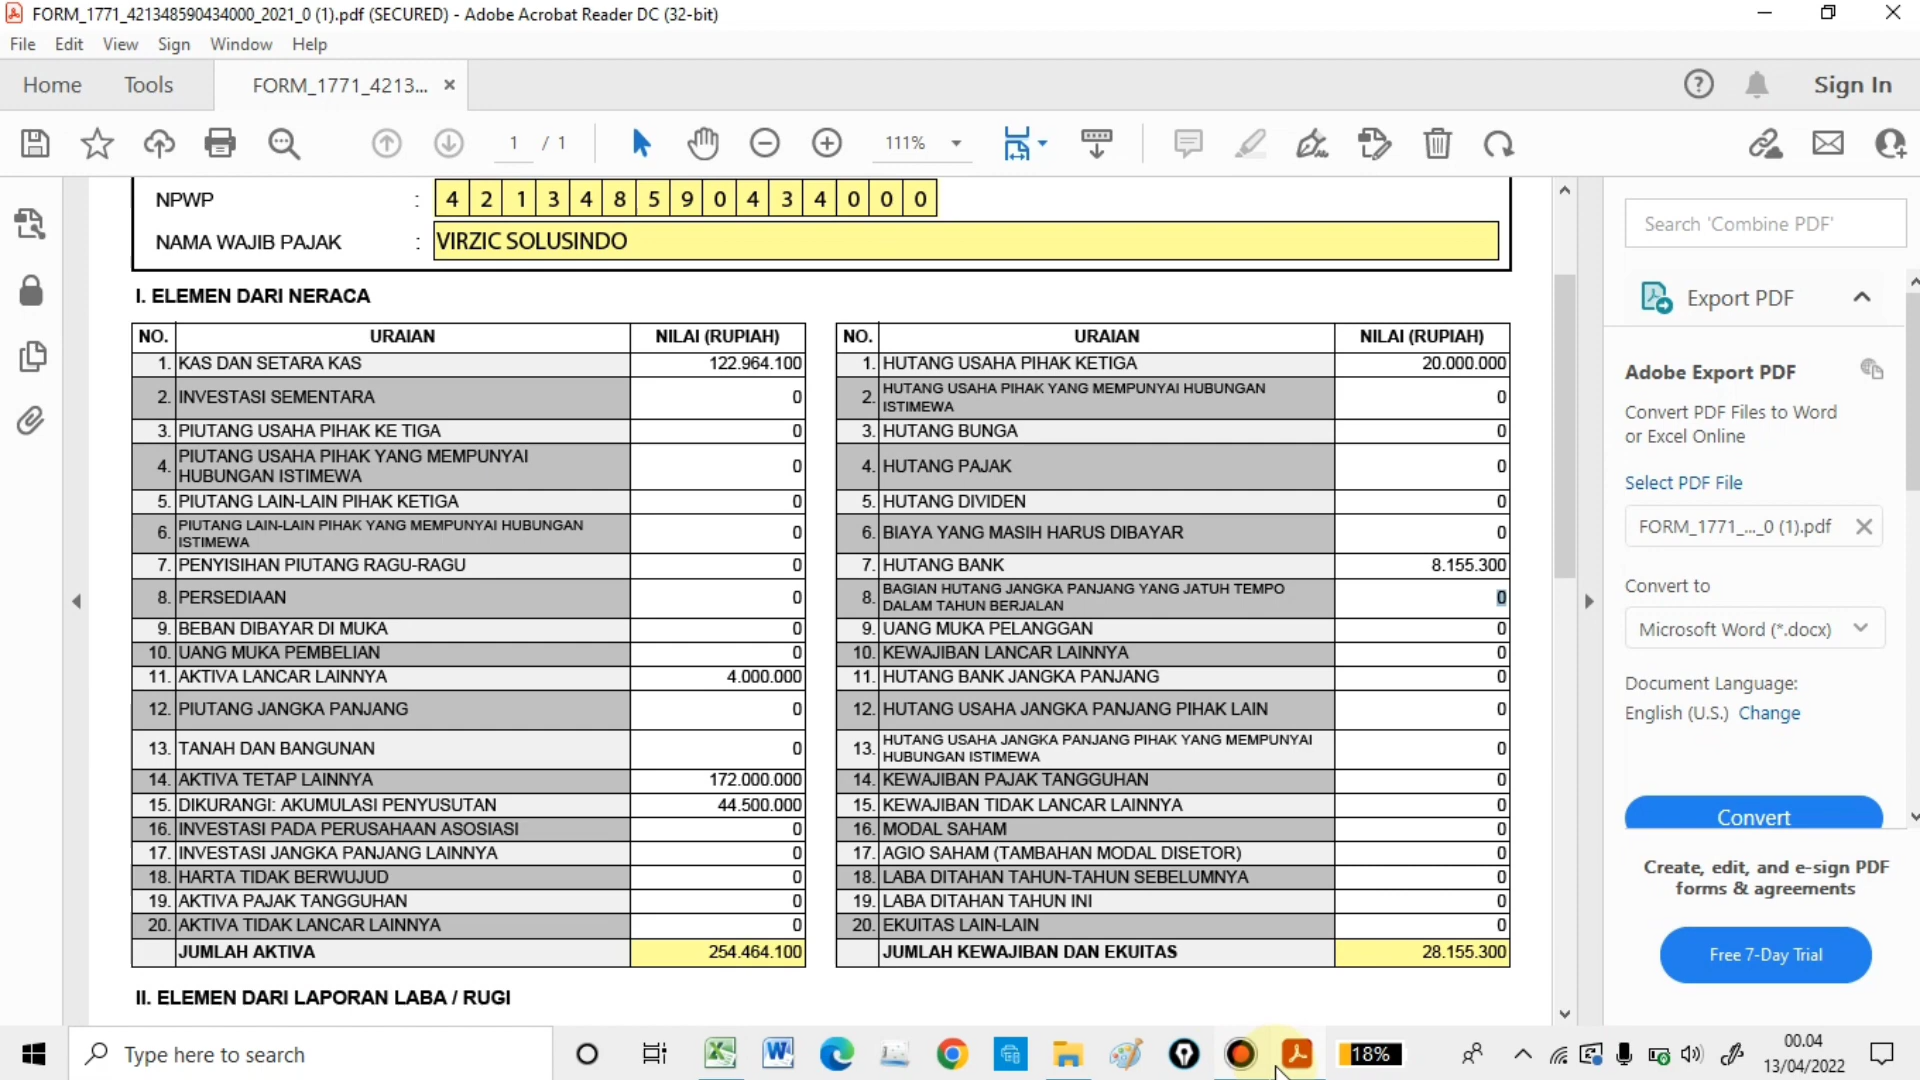 FORM_1771_421348590434000_2021_0 (1).pdf (SECURED) - Adobe Acrobat Reader DC (32-bit)
File Edit View Sign Window Help
Home Tools FORM_1771_4213... Sign In
1 / 1 111%
NPWP : 4 2 1 3 4 8 5 9 0 4 3 4 0 0 0
NAMA WAJIB PAJAK : VIRZIC SOLUSINDO
I. ELEMEN DARI NERACA
NO. URAIAN NILAI (RUPIAH)
1. KAS DAN SETARA KAS 122.964.100
2. INVESTASI SEMENTARA 0
3. PIUTANG USAHA PIHAK KE TIGA 0
4. PIUTANG USAHA PIHAK YANG MEMPUNYAI
HUBUNGAN ISTIMEWA 0
5. PIUTANG LAIN-LAIN PIHAK KETIGA 0
6. PIUTANG LAIN-LAIN PIHAK YANG MEMPUNYAI HUBUNGAN
ISTIMEWA 0
7. PENYISIHAN PIUTANG RAGU-RAGU 0
8. PERSEDIAAN 0
9. BEBAN DIBAYAR DI MUKA 0
10. UANG MUKA PEMBELIAN 0
11. AKTIVA LANCAR LAINNYA 4.000.000
12. PIUTANG JANGKA PANJANG 0
13. TANAH DAN BANGUNAN 0
14. AKTIVA TETAP LAINNYA 172.000.000
15. DIKURANGI: AKUMULASI PENYUSUTAN 44.500.000
16. INVESTASI PADA PERUSAHAAN ASOSIASI 0
17. INVESTASI JANGKA PANJANG LAINNYA 0
18. HARTA TIDAK BERWUJUD 0
19. AKTIVA PAJAK TANGGUHAN 0
20. AKTIVA TIDAK LANCAR LAINNYA 0
JUMLAH AKTIVA 254.464.100
NO. URAIAN NILAI (RUPIAH)
1. HUTANG USAHA PIHAK KETIGA 20.000.000
2. HUTANG USAHA PIHAK YANG MEMPUNYAI HUBUNGAN
ISTIMEWA 0
3. HUTANG BUNGA 0
4. HUTANG PAJAK 0
5. HUTANG DIVIDEN 0
6. BIAYA YANG MASIH HARUS DIBAYAR 0
7. HUTANG BANK 8.155.300
8. BAGIAN HUTANG JANGKA PANJANG YANG JATUH TEMPO
DALAM TAHUN BERJALAN 0
9. UANG MUKA PELANGGAN 0
10. KEWAJIBAN LANCAR LAINNYA 0
11. HUTANG BANK JANGKA PANJANG 0
12. HUTANG USAHA JANGKA PANJANG PIHAK LAIN 0
13. HUTANG USAHA JANGKA PANJANG PIHAK YANG MEMPUNYAI
HUBUNGAN ISTIMEWA 0
14. KEWAJIBAN PAJAK TANGGUHAN 0
15. KEWAJIBAN TIDAK LANCAR LAINNYA 0
16. MODAL SAHAM 0
17. AGIO SAHAM (TAMBAHAN MODAL DISETOR) 0
18. LABA DITAHAN TAHUN-TAHUN SEBELUMNYA 0
19. LABA DITAHAN TAHUN INI 0
20. EKUITAS LAIN-LAIN 0
JUMLAH KEWAJIBAN DAN EKUITAS 28.155.300
II. ELEMEN DARI LAPORAN LABA / RUGI
Search 'Combine PDF'
Export PDF
Adobe Export PDF
Convert PDF Files to Word
or Excel Online
Select PDF File
FORM_1771_..._0 (1).pdf
Convert to
Microsoft Word (*.docx)
Document Language:
English (U.S.) Change
Convert
Create, edit, and e-sign PDF
forms & agreements
Free 7-Day Trial
Type here to search
18%
00.04
13/04/2022